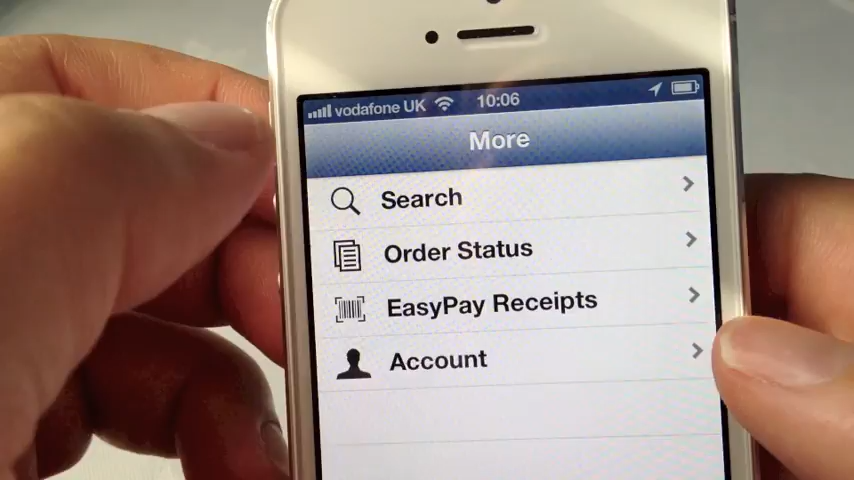 vodafone UK 10:06
More
Search
Order Status
EasyPay Receipts
Account